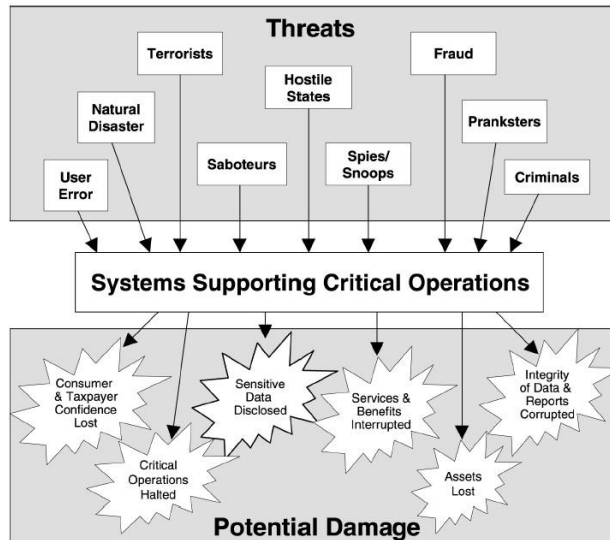 Threats
Terrorists
Fraud
Hostile
States
Natural
Disaster
Pranksters
Saboteurs
Spies/
Snoops
User
Error
Criminals
Systems Supporting Critical Operations
Consumer
& Taxpayer
Confidence
Lost
Sensitive
Data
Disclosed
Services &
Benefits
Interrupted
Integrity
of Data &
Reports
Corrupted
Critical
Operations
Halted
Assets
Lost
Potential Damage